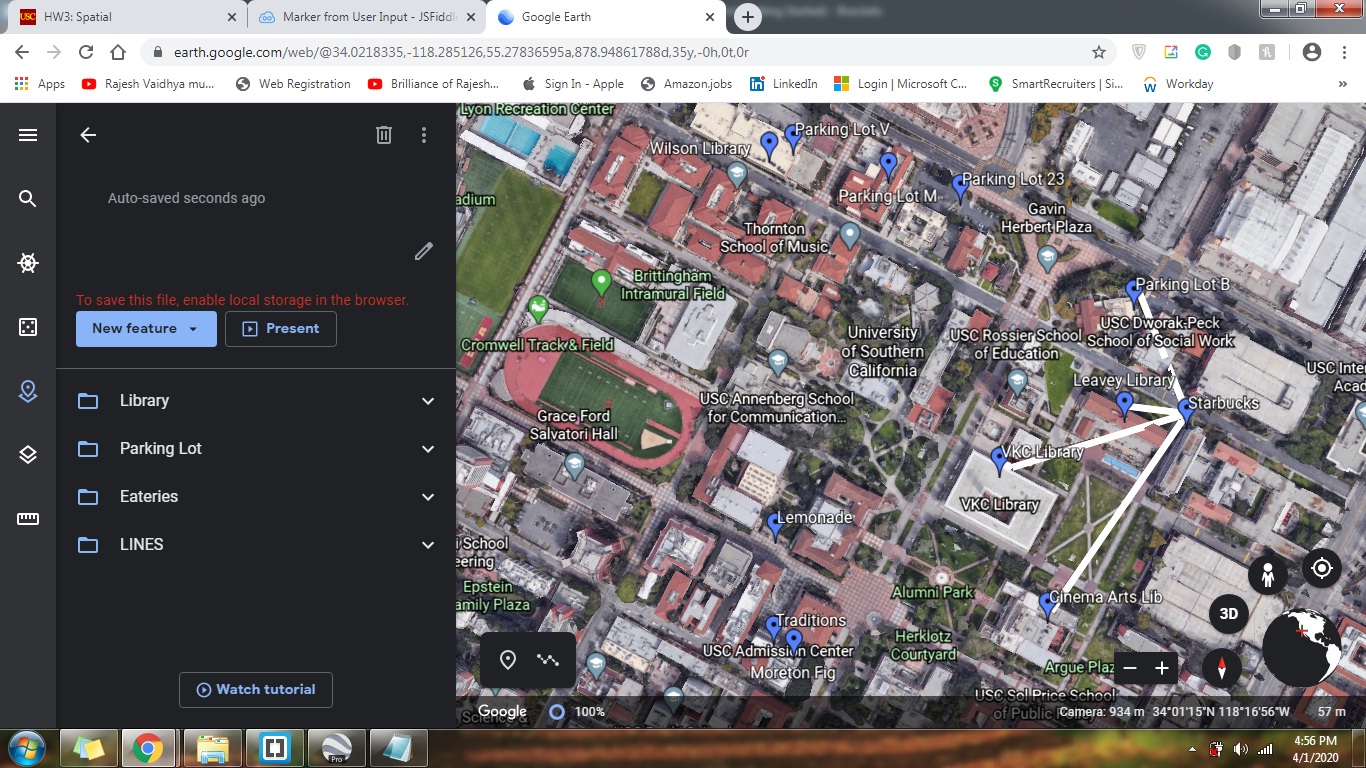 USC HW3: Spatial
Marker from User Input - JSFiddl
Google Earth
earth.google.com/web/@34.0218335,-118.285126,55.27836595a,878.94861788d,35y,-0h,0t,0r
Apps
Rajesh Vaidhya mu...
Web Registration
Brilliance of Rajesh...
Sign In - Apple
Amazon.jobs
LinkedIn
Login | Microsoft C...
SmartRecruiters | Si...
Workday
»
Auto-saved seconds ago
To save this file, enable local storage in the browser.
New feature
Present
Library
Parking Lot
Eateries
LINES
Watch tutorial
Lyon Recreation Center
Parking Lot V
Wilson Library
Parking Lot M
Parking Lot 23
adium
Gavin
Herbert Plaza
Thornton
School of Music
Brittingham
Intramural Field
Parking Lot B
Cromwell Track & Field
University
of Southern
California
USC Rossier School
of Education
USC Dworak-Peck
School of Social Work
USC Inter
Aca
Leavey Library
Starbucks
USC Annenberg School
for Communication...
Grace Ford
Salvatori Hall
VKC Library
VKC Library
Lemonade
i School
eering
Epstein
amily Plaza
Alumni Park
Cinema Arts Lib
Traditions
USC Admission Center
Moreton Fig
Herklotz
Courtyard
Argue Plaz
3D
USC Sol Price School
of Public
Science &
Google
100%
Camera: 934 m 34°01'15"N 118°16'56"W 57 m
Pro
4:56 PM
4/1/2020